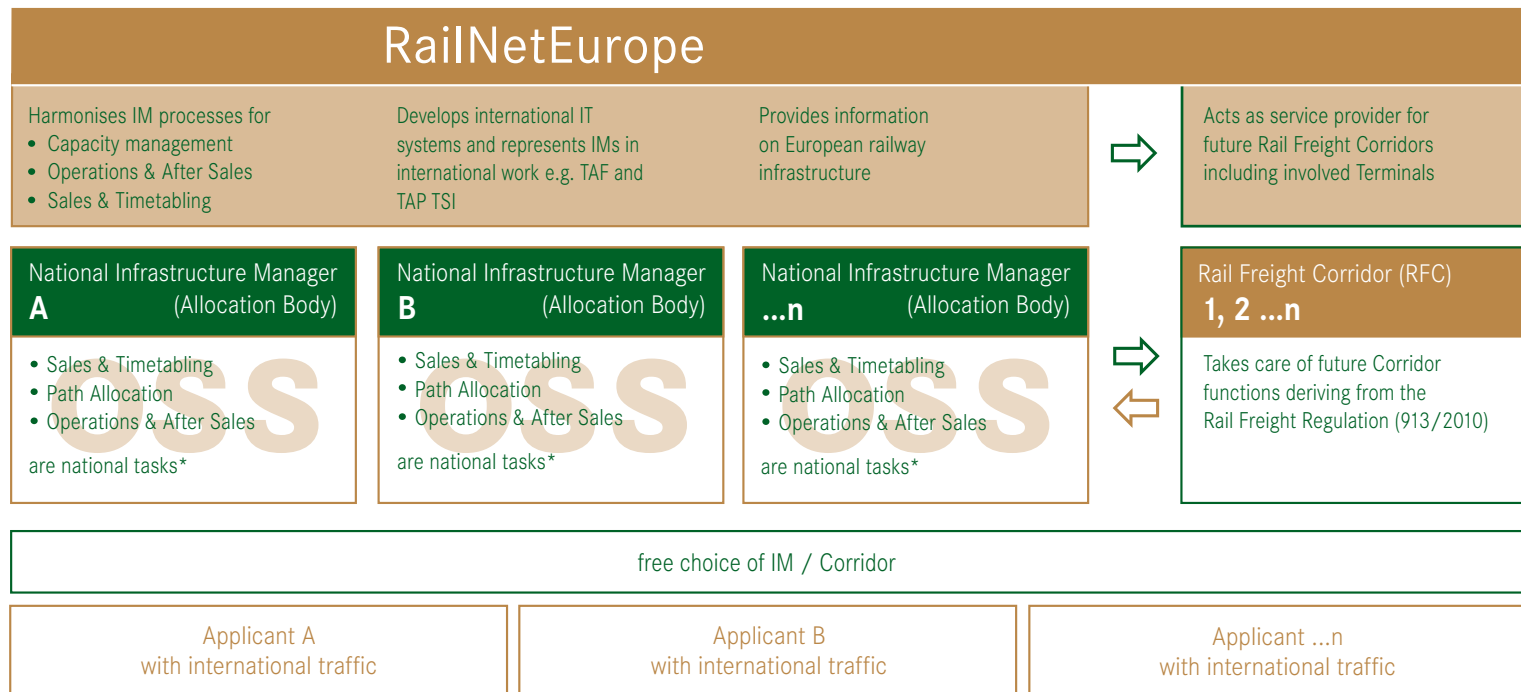 RailNetEurope
Harmonises IM processes for
• Capacity management
• Operations & After Sales
• Sales & Timetabling
Develops international IT
systems and represents IMs in
international work e.g. TAF and
TAP TSI
Provides information
on European railway
infrastructure
Acts as service provider for
future Rail Freight Corridors
including involved Terminals
National Infrastructure Manager
A (Allocation Body)
OSS
• Sales & Timetabling
• Path Allocation
• Operations & After Sales
are national tasks*
National Infrastructure Manager
B (Allocation Body)
OSS
• Sales & Timetabling
• Path Allocation
• Operations & After Sales
are national tasks*
National Infrastructure Manager
...n (Allocation Body)
OSS
• Sales & Timetabling
• Path Allocation
• Operations & After Sales
are national tasks*
Rail Freight Corridor (RFC)
1, 2 ...n
Takes care of future Corridor
functions deriving from the
Rail Freight Regulation (913/2010)
free choice of IM / Corridor
Applicant A
with international traffic
Applicant B
with international traffic
Applicant ...n
with international traffic